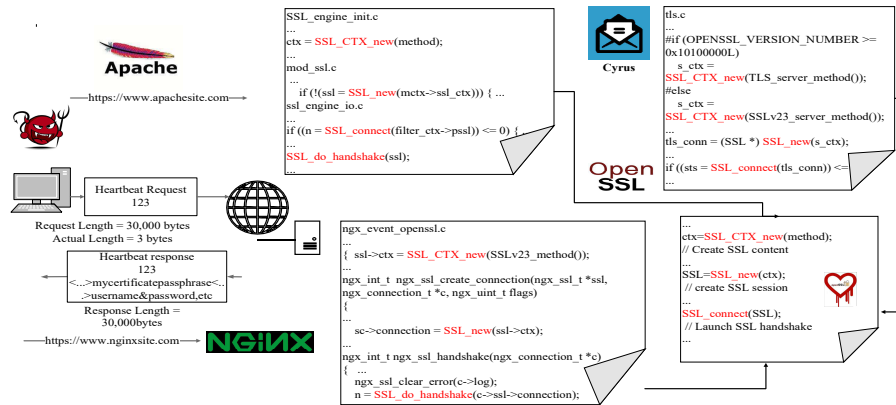 Apache
https://www.apachesite.com
SSL_engine_init.c
...
ctx = SSL_CTX_new(method);
...
mod_ssl.c
...
if (!(ssl = SSL_new(mctx->ssl_ctx))) { ...
ssl_engine_io.c
...
if ((n = SSL_connect(filter_ctx->pssl)) <= 0) { ..
...
SSL_do_handshake(ssl);
...
Cyrus
tls.c
...
#if (OPENSSL_VERSION_NUMBER >=
0x10100000L)
s_ctx =
SSL_CTX_new(TLS_server_method());
#else
s_ctx =
SSL_CTX_new(SSLv23_server_method());
...
tls_conn = (SSL *) SSL_new(s_ctx);
...
if ((sts = SSL_connect(tls_conn)) <=
...
Open
SSL
Heartbeat Request
123
Request Length = 30,000 bytes
Actual Length = 3 bytes
Heartbeat response
123
<...>mycertificatepassphrase<..
.>username&password,etc
Response Length =
30,000bytes
https://www.nginxsite.com
NGINX
ngx_event_openssl.c
...
{ ssl->ctx = SSL_CTX_new(SSLv23_method());
...
ngx_int_t ngx_ssl_create_connection(ngx_ssl_t *ssl,
ngx_connection_t *c, ngx_uint_t flags)
{
...
sc->connection = SSL_new(ssl->ctx);
...
ngx_int_t ngx_ssl_handshake(ngx_connection_t *c)
{ ...
ngx_ssl_clear_error(c->log);
n = SSL_do_handshake(c->ssl->connection);
...
ctx=SSL_CTX_new(method);
// Create SSL content
...
SSL=SSL_new(ctx);
// create SSL session
...
SSL_connect(SSL);
// Launch SSL handshake
...